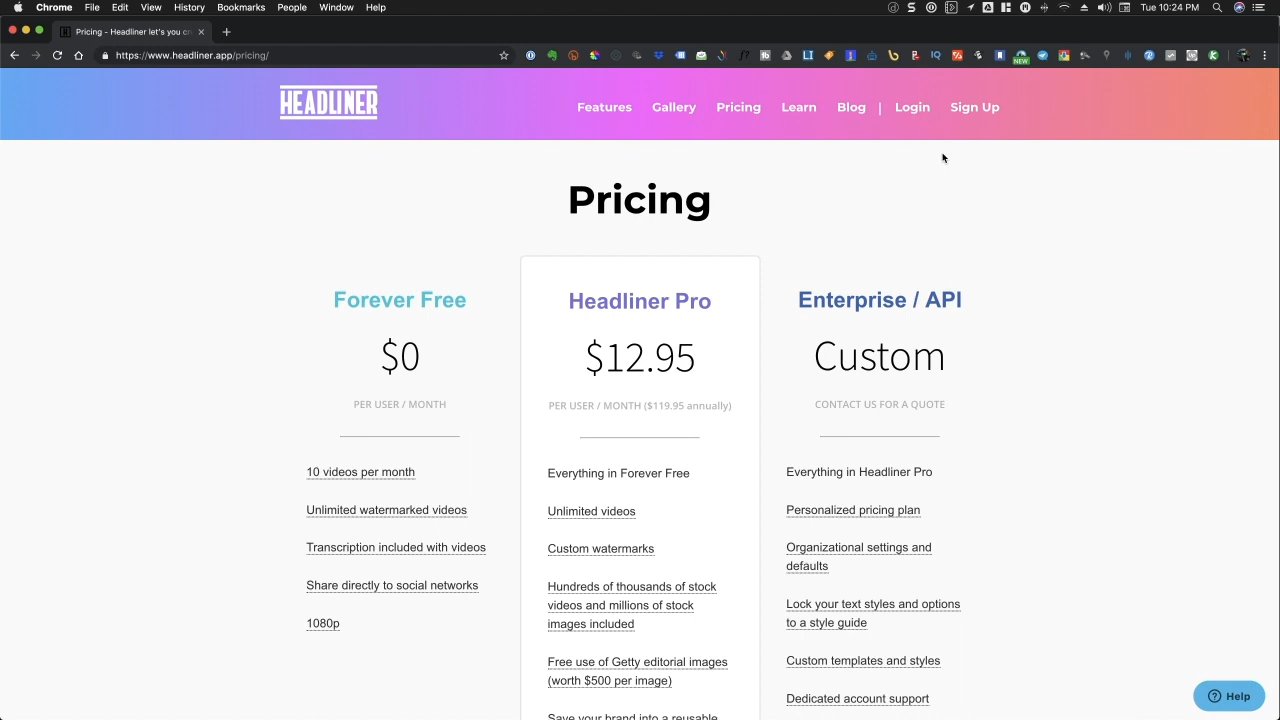 Chrome File Edit View History Bookmarks People Window Help
Tue 10:24 PM
Pricing - Headliner let's you cr
https://www.headliner.app/pricing/
NEW
HEADLINER
Features Gallery Pricing Learn Blog | Login Sign Up
Pricing
Forever Free
$0
PER USER / MONTH
10 videos per month
Unlimited watermarked videos
Transcription included with videos
Share directly to social networks
1080p
Headliner Pro
$12.95
PER USER / MONTH ($119.95 annually)
Everything in Forever Free
Unlimited videos
Custom watermarks
Hundreds of thousands of stock
videos and millions of stock
images included
Free use of Getty editorial images
(worth $500 per image)
Save your brand into a reusable
Enterprise / API
Custom
CONTACT US FOR A QUOTE
Everything in Headliner Pro
Personalized pricing plan
Organizational settings and
defaults
Lock your text styles and options
to a style guide
Custom templates and styles
Dedicated account support
Help